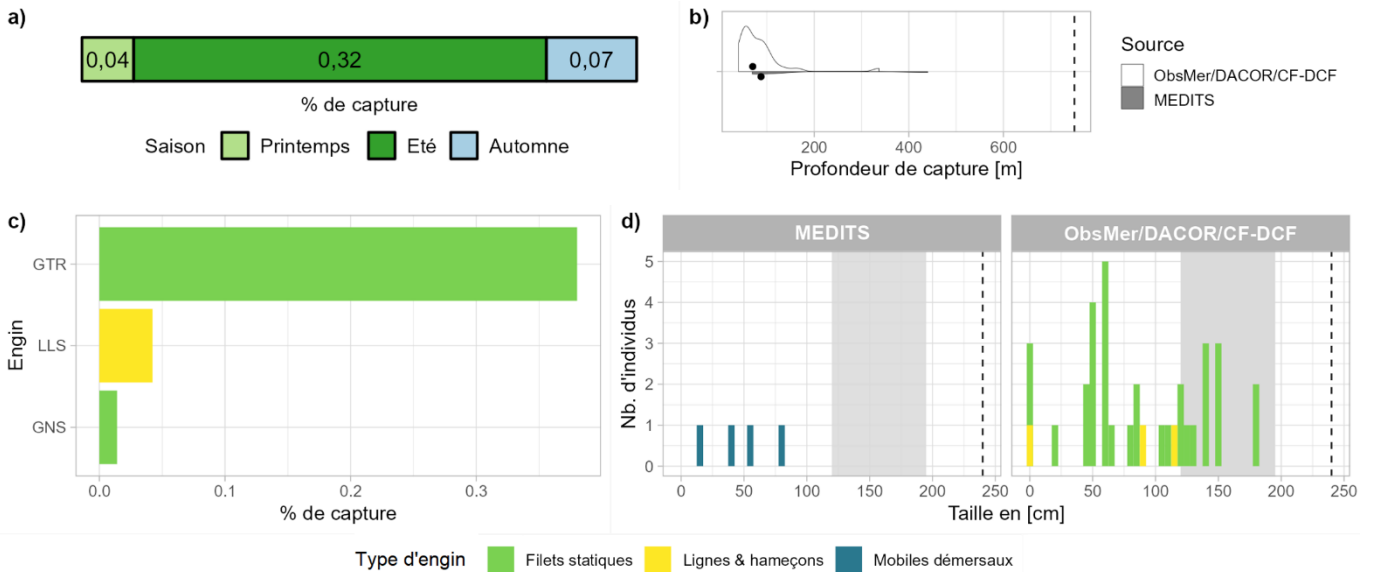 a)
0,04 0,32 0,07
% de capture
Saison Printemps Eté Automne
b)
200 400 600
Profondeur de capture [m]
Source
ObsMer/DACOR/CF-DCF
MEDITS
c)
Engin
GTR
LLS
GNS
0.0 0.1 0.2 0.3
% de capture
d)
MEDITS ObsMer/DACOR/CF-DCF
Nb. d'individus
5
4
3
2
1
0
0 50 100 150 200 250 0 50 100 150 200 250
Taille en [cm]
Type d'engin Filets statiques Lignes & hameçons Mobiles démersaux